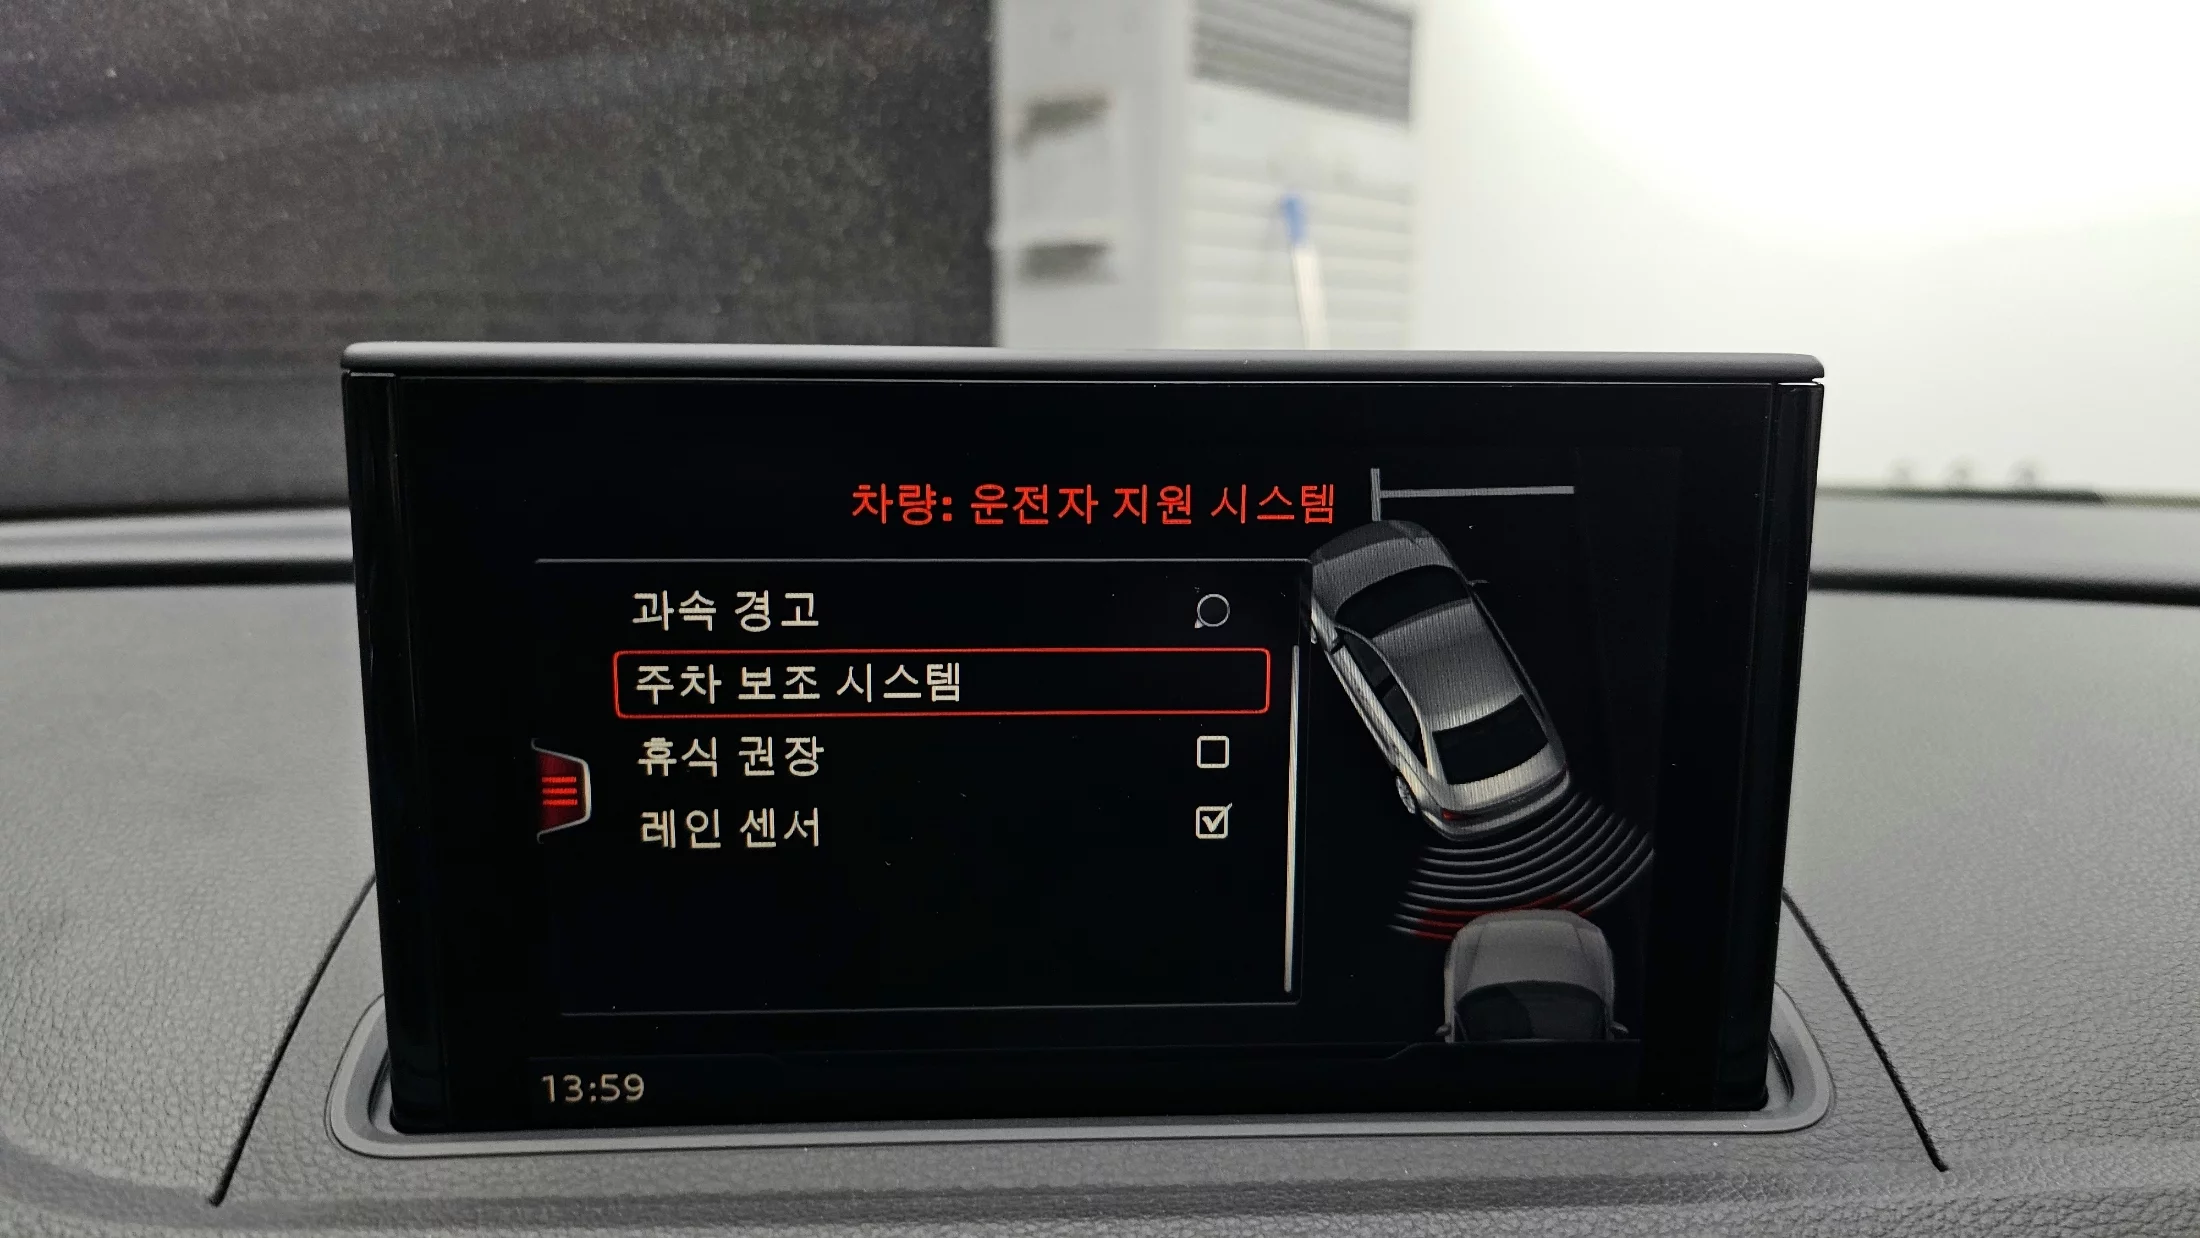 차량: 운전자 지원 시스템
과속 경고
주차 보조 시스템
휴식 권장
레인 센서
13:59